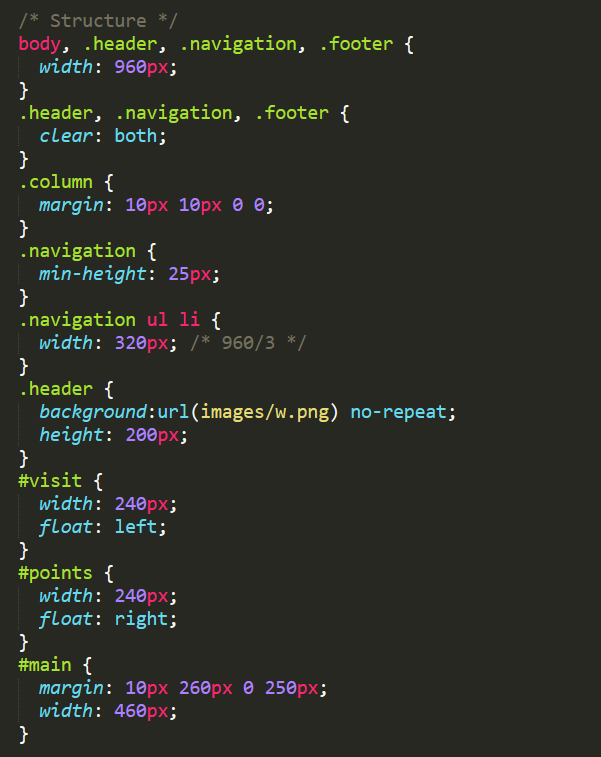 /* Structure */
body, .header, .navigation, .footer {
  width: 960px;
}
.header, .navigation, .footer {
  clear: both;
}
.column {
  margin: 10px 10px 0 0;
}
.navigation {
  min-height: 25px;
}
.navigation ul li {
  width: 320px; /* 960/3 */
}
.header {
  background:url(images/w.png) no-repeat;
  height: 200px;
}
#visit {
  width: 240px;
  float: left;
}
#points {
  width: 240px;
  float: right;
}
#main {
  margin: 10px 260px 0 250px;
  width: 460px;
}